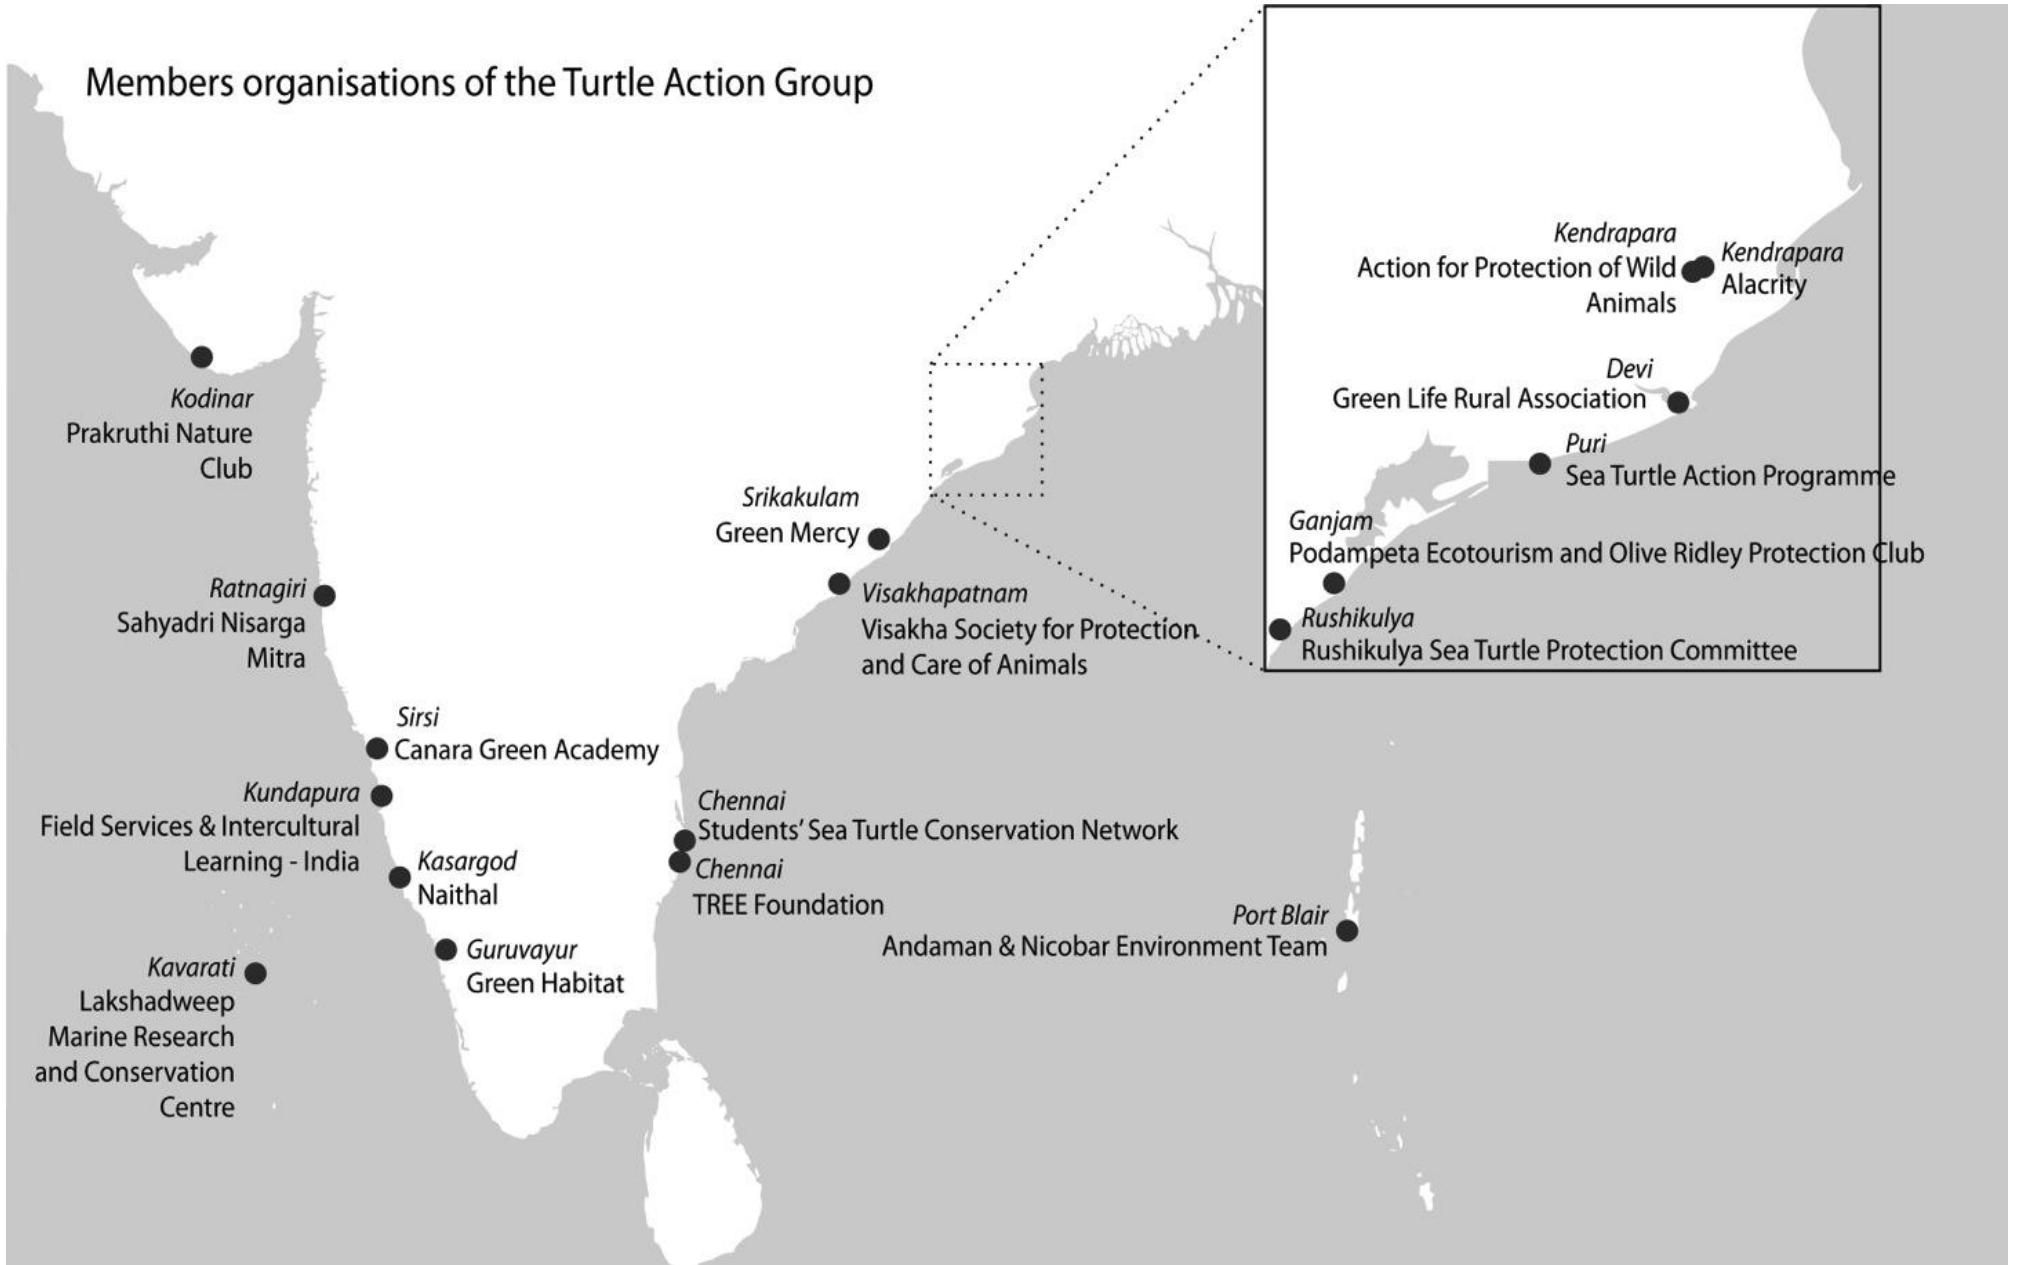 Members organisations of the Turtle Action Group
Kodinar
Prakruthi Nature
Club
Ratnagiri
Sahyadri Nisarga
Mitra
Sirsi
Canara Green Academy
Kundapura
Field Services & Intercultural
Learning - India
Kasargod
Naithal
Guruvayur
Green Habitat
Kavarati
Lakshadweep
Marine Research
and Conservation
Centre
Srikakulam
Green Mercy
Visakhapatnam
Visakha Society for Protection
and Care of Animals
Chennai
Students' Sea Turtle Conservation Network
Chennai
TREE Foundation
Port Blair
Andaman & Nicobar Environment Team
Kendrapara
Action for Protection of Wild
Animals
Kendrapara
Alacrity
Devi
Green Life Rural Association
Puri
Sea Turtle Action Programme
Ganjam
Podampeta Ecotourism and Olive Ridley Protection Club
Rushikulya
Rushikulya Sea Turtle Protection Committee